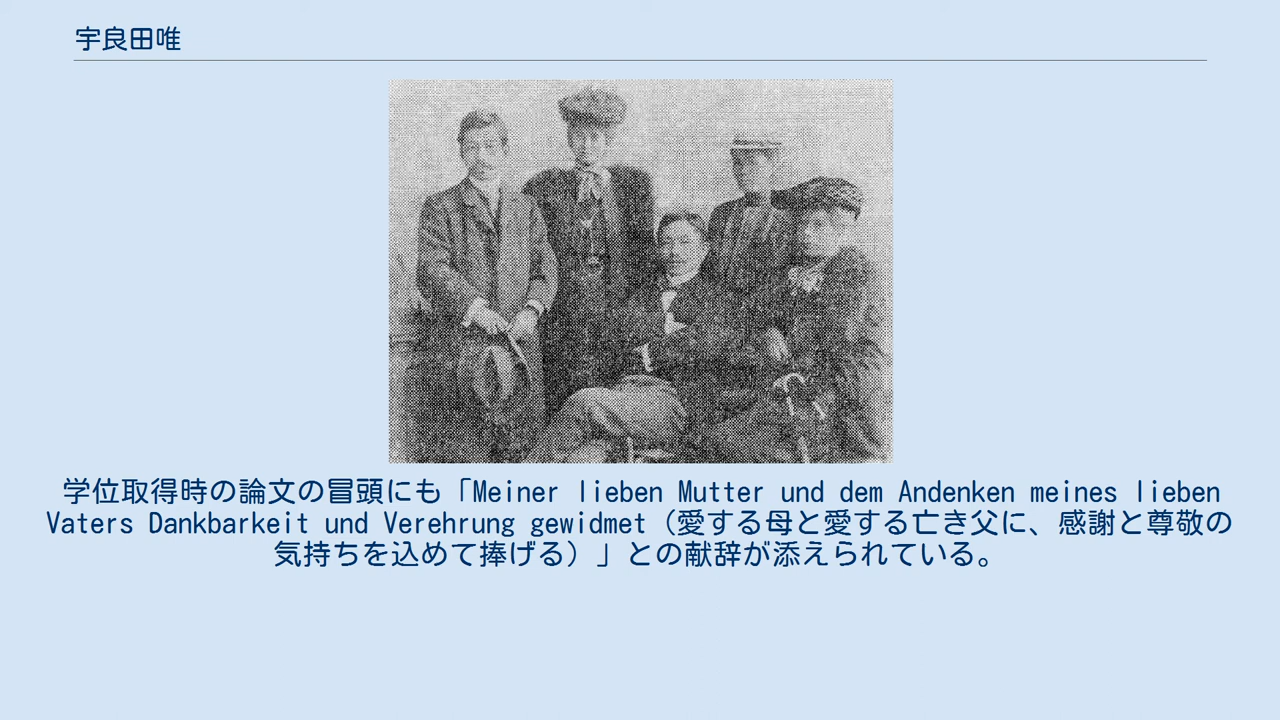 宇良田唯
学位取得時の論文の冒頭にも「Meiner lieben Mutter und dem Andenken meines lieben
Vaters Dankbarkeit und Verehrung gewidmet（愛する母と愛する亡き父に、感謝と尊敬の
気持ちを込めて捧げる）」との献辞が添えられている。